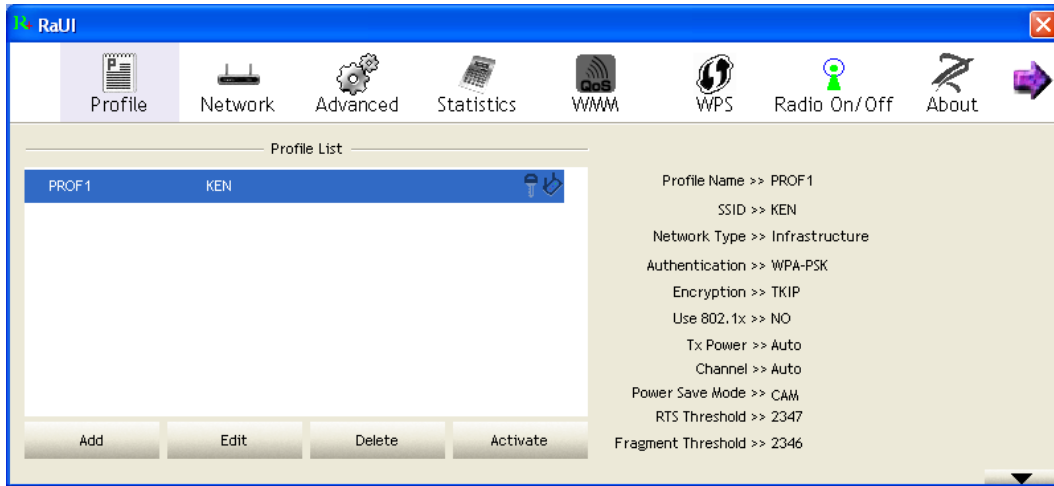 RaUI
Profile Network Advanced Statistics QoS WMM WPS Radio On/Off About
Profile List
PROF1 KEN
Add Edit Delete Activate
Profile Name >> PROF1
SSID >> KEN
Network Type >> Infrastructure
Authentication >> WPA-PSK
Encryption >> TKIP
Use 802.1x >> NO
Tx Power >> Auto
Channel >> Auto
Power Save Mode >> CAM
RTS Threshold >> 2347
Fragment Threshold >> 2346